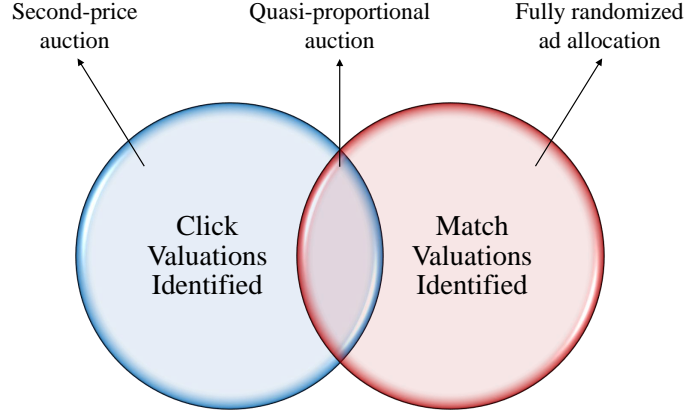 Second-price
auction
Quasi-proportional
auction
Fully randomized
ad allocation
Click
Valuations
Identified
Match
Valuations
Identified